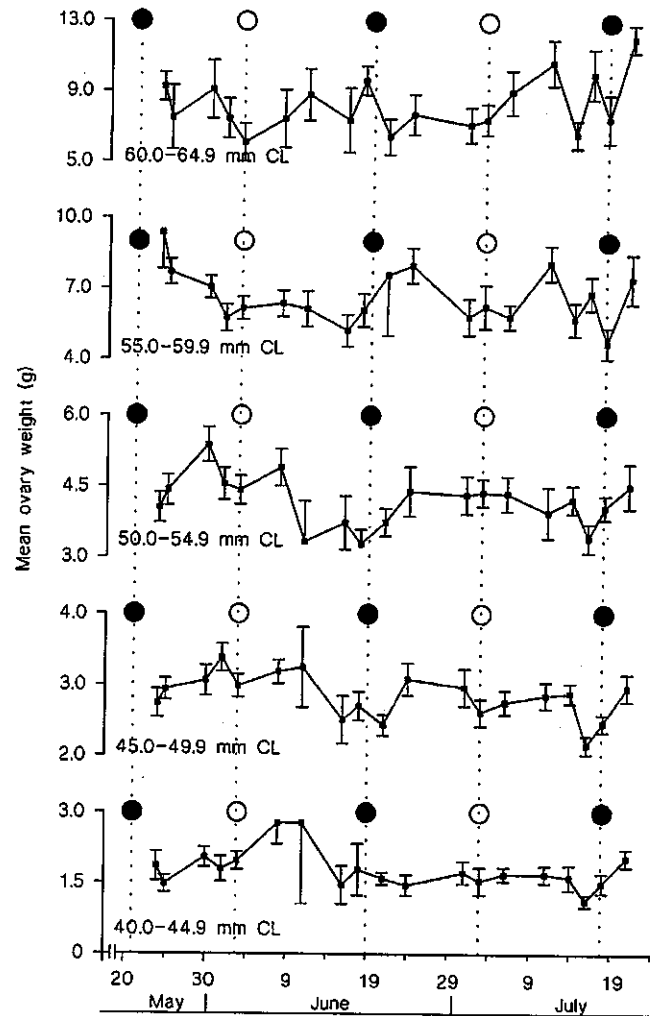 13.0
9.0
5.0
60.0–64.9 mm CL
10.0
7.0
4.0
55.0–59.9 mm CL
Mean ovary weight (g)
6.0
4.5
3.0
50.0–54.9 mm CL
4.0
3.0
2.0
45.0–49.9 mm CL
3.0
1.5
0
40.0–44.9 mm CL
20 30 9 19 29 9 19
May June July